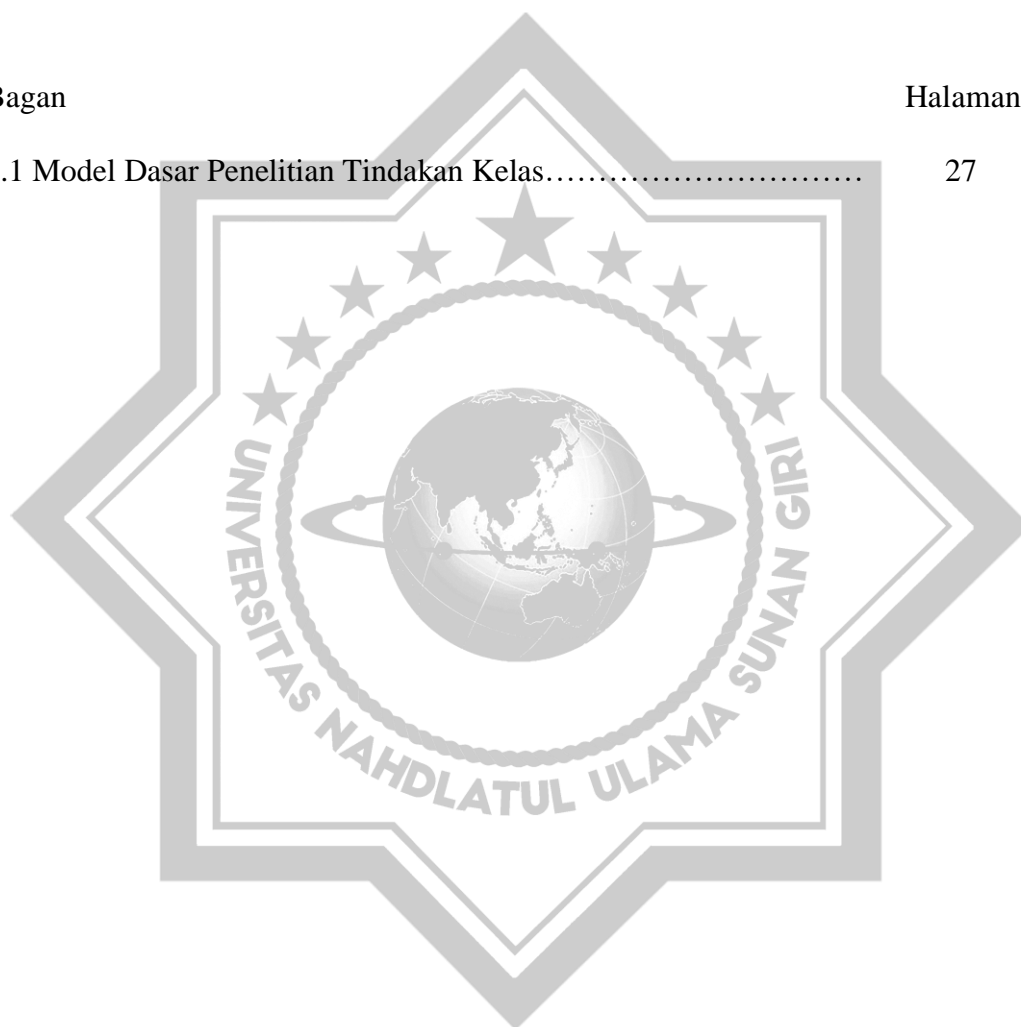 Bagan Halaman
.1 Model Dasar Penelitian Tindakan Kelas………………………… 27
UNIVERSITAS NAHDLATUL ULAMA SUNAN GIRI